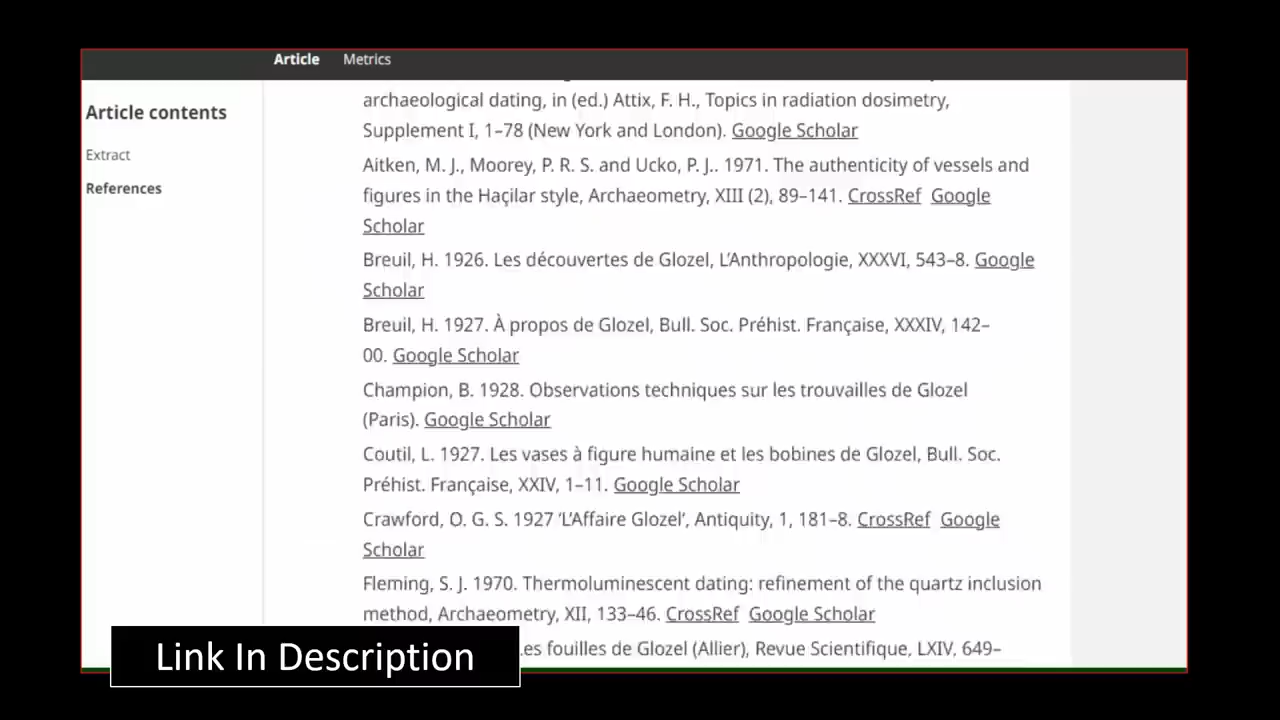 Article Metrics
Article contents
Extract
References
archaeological dating, in (ed.) Attix, F. H., Topics in radiation dosimetry,
Supplement I, 1–78 (New York and London). Google Scholar
Aitken, M. J., Moorey, P. R. S. and Ucko, P. J.. 1971. The authenticity of vessels and
figures in the Haçilar style, Archaeometry, XIII (2), 89–141. CrossRef Google
Scholar
Breuil, H. 1926. Les découvertes de Glozel, L’Anthropologie, XXXVI, 543–8. Google
Scholar
Breuil, H. 1927. À propos de Glozel, Bull. Soc. Préhist. Française, XXXIV, 142–
00. Google Scholar
Champion, B. 1928. Observations techniques sur les trouvailles de Glozel
(Paris). Google Scholar
Coutil, L. 1927. Les vases à figure humaine et les bobines de Glozel, Bull. Soc.
Préhist. Française, XXIV, 1–11. Google Scholar
Crawford, O. G. S. 1927 ‘L’Affaire Glozel’, Antiquity, 1, 181–8. CrossRef Google
Scholar
Fleming, S. J. 1970. Thermoluminescent dating: refinement of the quartz inclusion
method, Archaeometry, XII, 133–46. CrossRef Google Scholar
es fouilles de Glozel (Allier), Revue Scientifique, LXIV, 649–
Link In Description